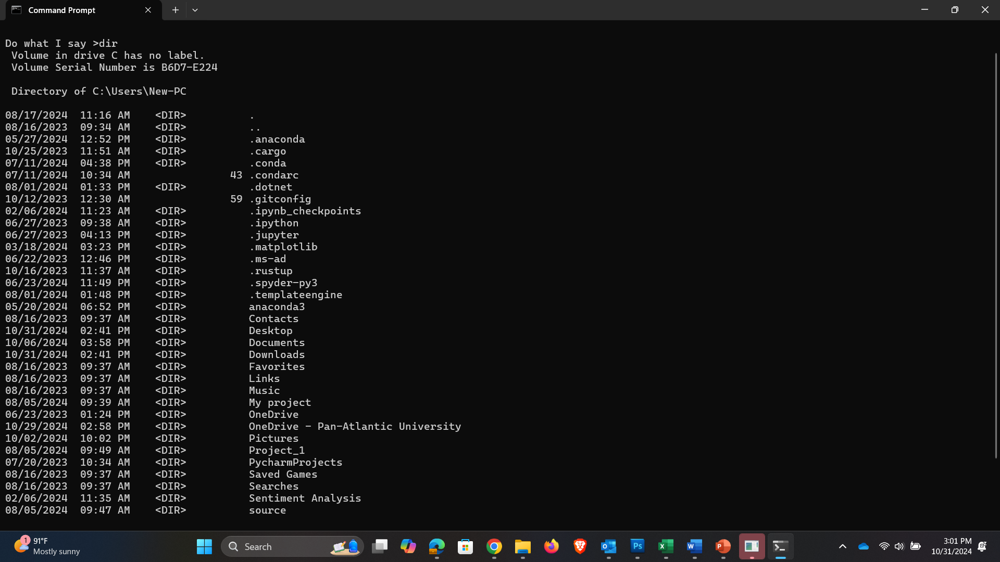 Command Prompt
Do what I say >dir
 Volume in drive C has no label.
 Volume Serial Number is B6D7-E224
 Directory of C:\Users\New-PC
08/17/2024  11:16 AM    <DIR>          .
08/16/2023  09:34 AM    <DIR>          ..
05/27/2024  12:52 PM    <DIR>          .anaconda
10/25/2023  11:51 AM    <DIR>          .cargo
07/11/2024  04:38 PM    <DIR>          .conda
07/11/2024  10:34 AM                43 .condarc
08/01/2024  01:33 PM    <DIR>          .dotnet
10/12/2023  12:30 AM                59 .gitconfig
02/06/2024  11:23 AM    <DIR>          .ipynb_checkpoints
06/27/2023  09:38 AM    <DIR>          .ipython
06/27/2023  04:13 PM    <DIR>          .jupyter
03/18/2024  03:23 PM    <DIR>          .matplotlib
06/22/2023  12:46 PM    <DIR>          .ms-ad
10/16/2023  11:37 AM    <DIR>          .rustup
06/23/2024  11:49 PM    <DIR>          .spyder-py3
08/01/2024  01:48 PM    <DIR>          .templateengine
05/20/2024  06:52 PM    <DIR>          anaconda3
08/16/2023  09:37 AM    <DIR>          Contacts
10/31/2024  02:41 PM    <DIR>          Desktop
10/06/2024  03:58 PM    <DIR>          Documents
10/31/2024  02:41 PM    <DIR>          Downloads
08/16/2023  09:37 AM    <DIR>          Favorites
08/16/2023  09:37 AM    <DIR>          Links
08/16/2023  09:37 AM    <DIR>          Music
08/05/2024  09:39 AM    <DIR>          My project
06/23/2023  01:24 PM    <DIR>          OneDrive
10/29/2024  02:58 PM    <DIR>          OneDrive - Pan-Atlantic University
10/02/2024  10:02 PM    <DIR>          Pictures
08/05/2024  09:49 AM    <DIR>          Project_1
07/20/2023  10:34 AM    <DIR>          PycharmProjects
08/16/2023  09:37 AM    <DIR>          Saved Games
08/16/2023  09:37 AM    <DIR>          Searches
02/06/2024  11:35 AM    <DIR>          Sentiment Analysis
08/05/2024  09:47 AM    <DIR>          source
1
91°F
Mostly sunny
Search
Ps
3:01 PM
10/31/2024